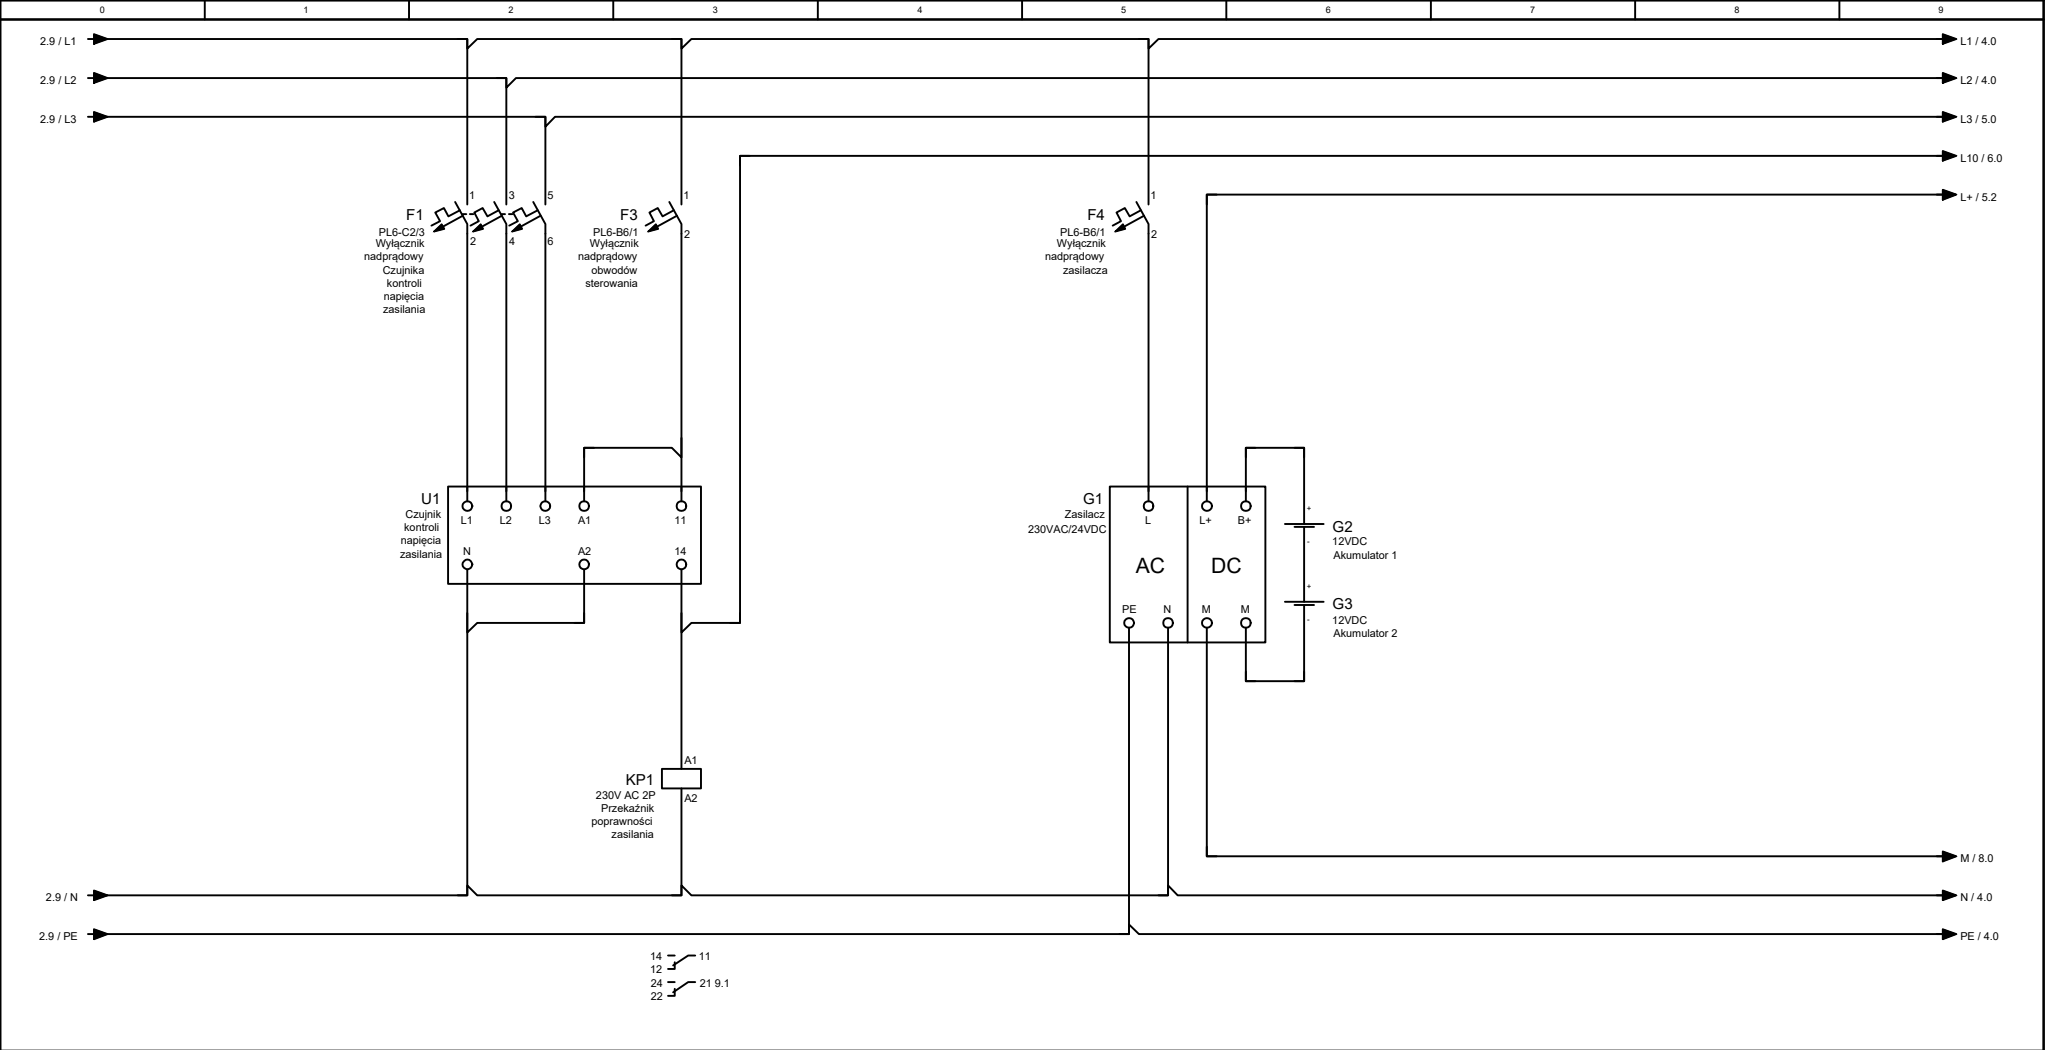 0 1 2 3 4 5 6 7 8 9
2.9 / L1
L1 / 4.0
2.9 / L2
L2 / 4.0
2.9 / L3
L3 / 5.0
L10 / 6.0
L+ / 5.2
1 3 5
2 4 6
F1
PL6-C2/3
Wyłącznik
nadprądowy
Czujnika
kontroli
napięcia
zasilania
1
2
F3
PL6-B6/1
Wyłącznik
nadprądowy
obwodów
sterowania
1
2
F4
PL6-B6/1
Wyłącznik
nadprądowy
zasilacza
U1
Czujnik
kontroli
napięcia
zasilania
L1 L2 L3 A1 11
N A2 14
G1
Zasilacz
230VAC/24VDC
L L+ B+
AC DC
PE N M M
+
-
G2
12VDC
Akumulator 1
+
-
G3
12VDC
Akumulator 2
A1
A2
KP1
230V AC 2P
Przekaźnik
poprawności
zasilania
M / 8.0
2.9 / N
N / 4.0
2.9 / PE
PE / 4.0
14 11
12
24 21 9.1
22